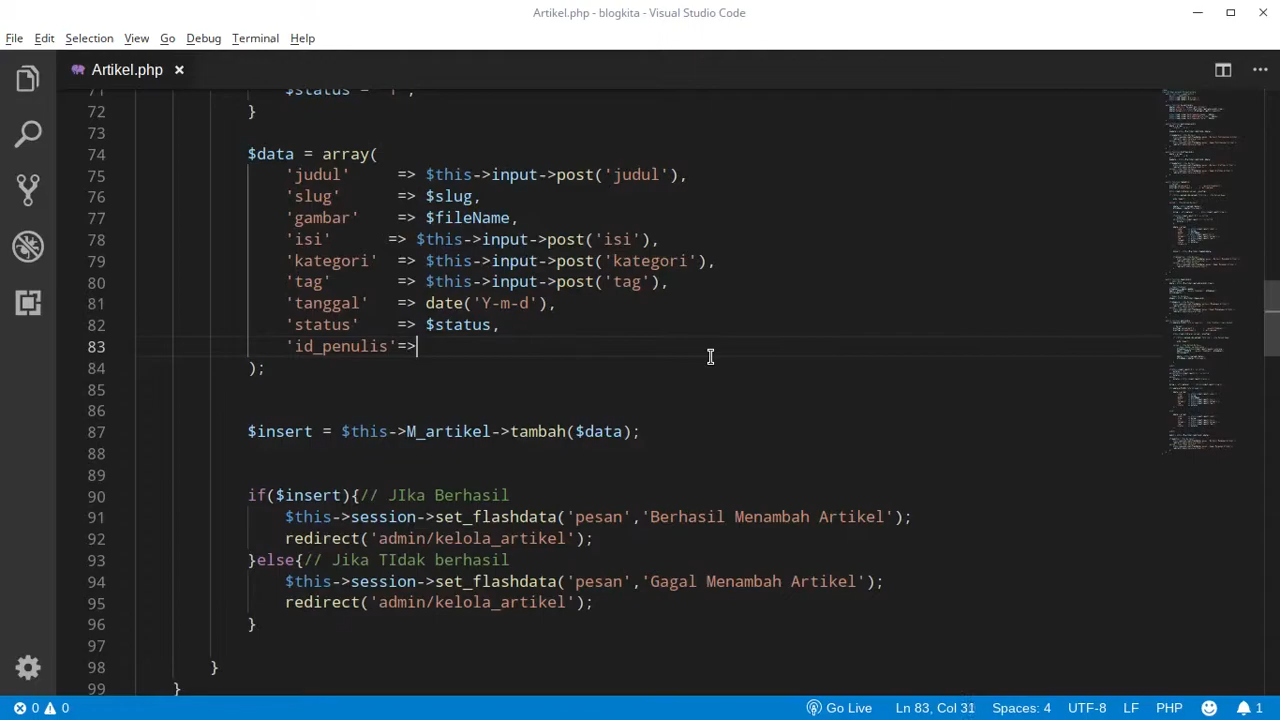 Artikel.php - blogkita - Visual Studio Code
File Edit Selection View Go Debug Terminal Help
Artikel.php
71 $status =
72 }
73
74 $data = array(
75 'judul' => $this->input->post('judul'),
76 'slug' => $slug,
77 'gambar' => $fileName,
78 'isi' => $this->input->post('isi'),
79 'kategori' => $this->input->post('kategori'),
80 'tag' => $this->input->post('tag'),
81 'tanggal' => date('Y-m-d'),
82 'status' => $status,
83 'id_penulis'=>
84 );
85
86
87 $insert = $this->M_artikel->tambah($data);
88
89
90 if($insert){// JIka Berhasil
91 $this->session->set_flashdata('pesan','Berhasil Menambah Artikel');
92 redirect('admin/kelola_artikel');
93 }else{// Jika TIdak berhasil
94 $this->session->set_flashdata('pesan','Gagal Menambah Artikel');
95 redirect('admin/kelola_artikel');
96 }
97
98 }
99 }
0 0 Go Live Ln 83, Col 31 Spaces: 4 UTF-8 LF PHP 1